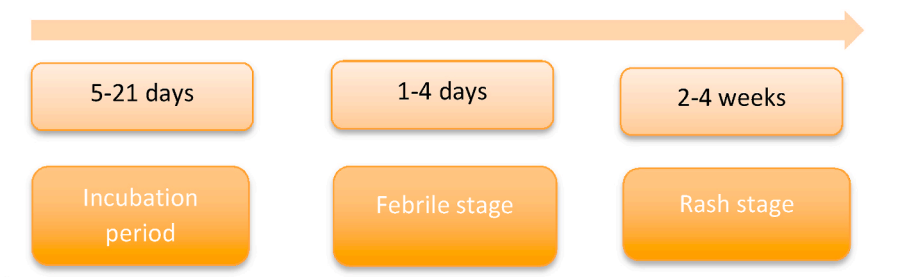 5-21 days
1-4 days
2-4 weeks
Incubation
period
Febrile stage
Rash stage